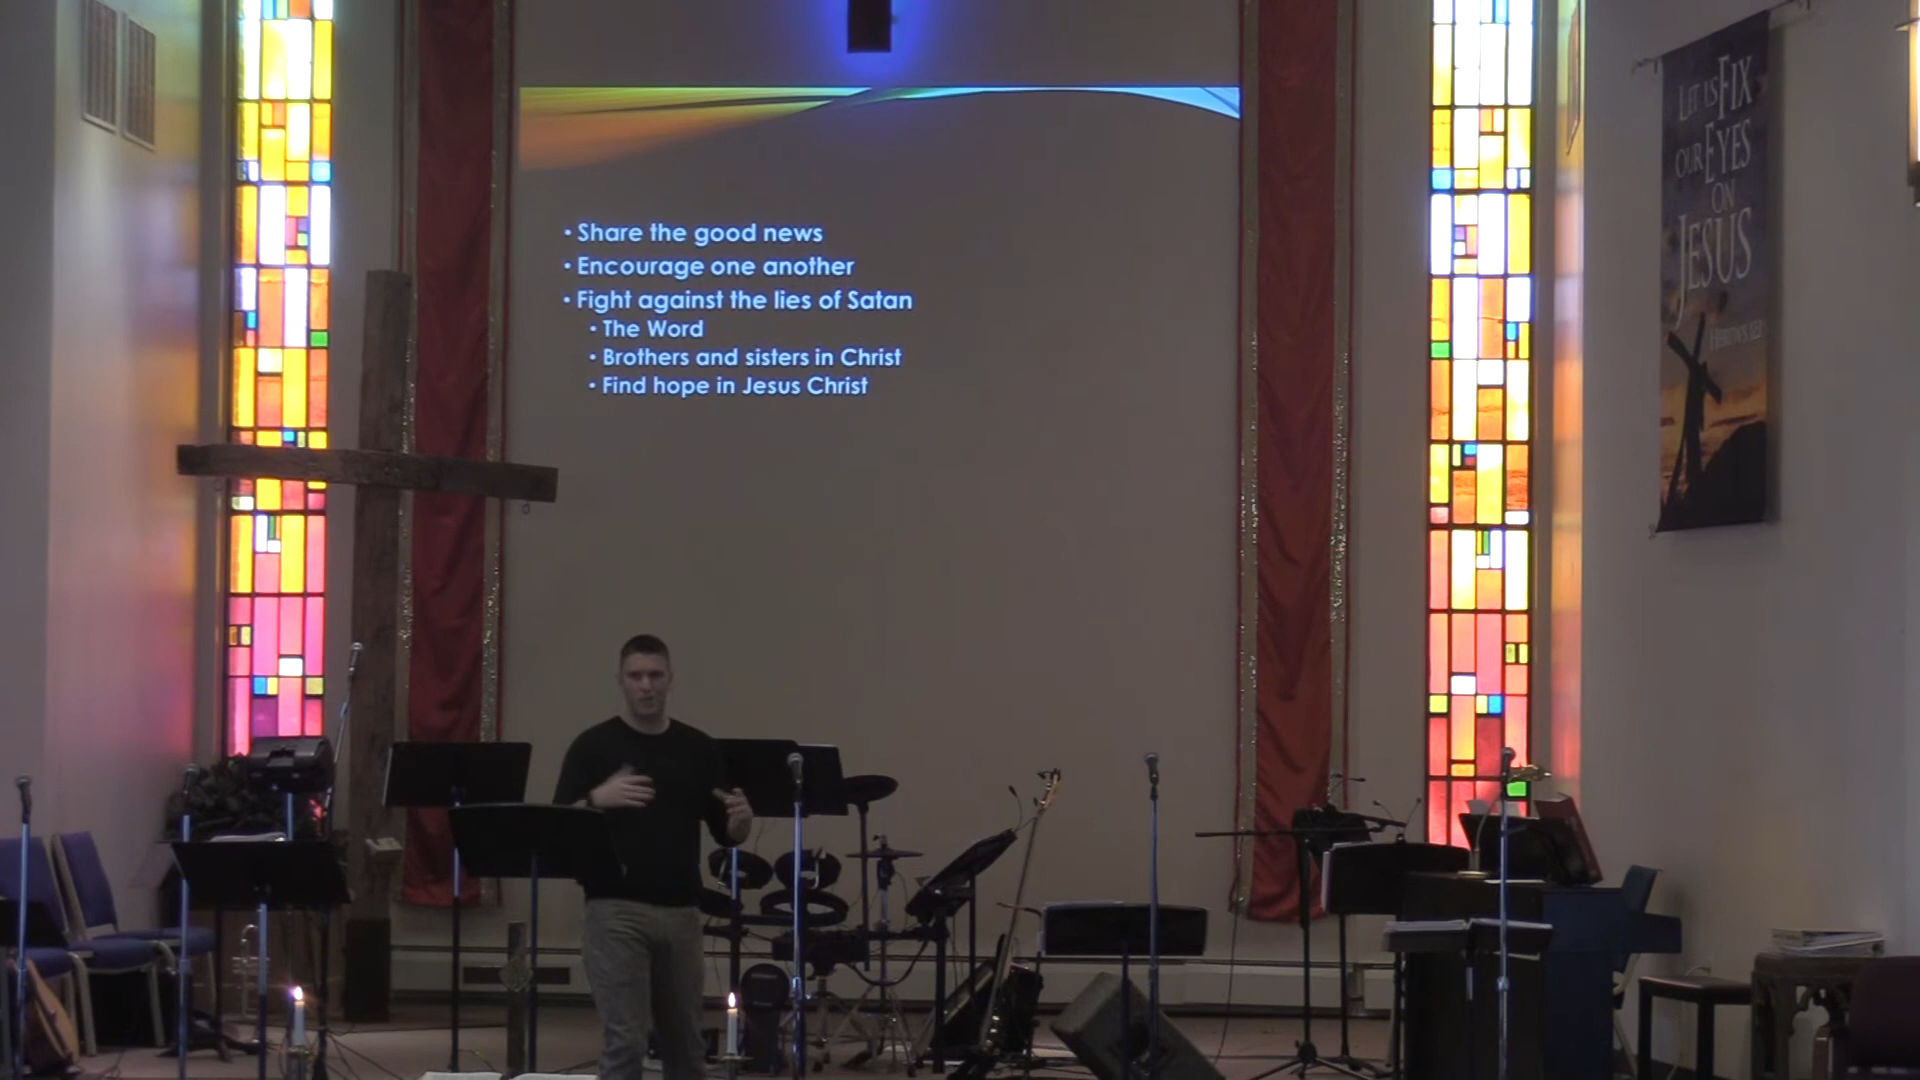 • Share the good news
• Encourage one another
• Fight against the lies of Satan
• The Word
• Brothers and sisters in Christ
• Find hope in Jesus Christ
LET US FIX
OUR EYES
ON
JESUS